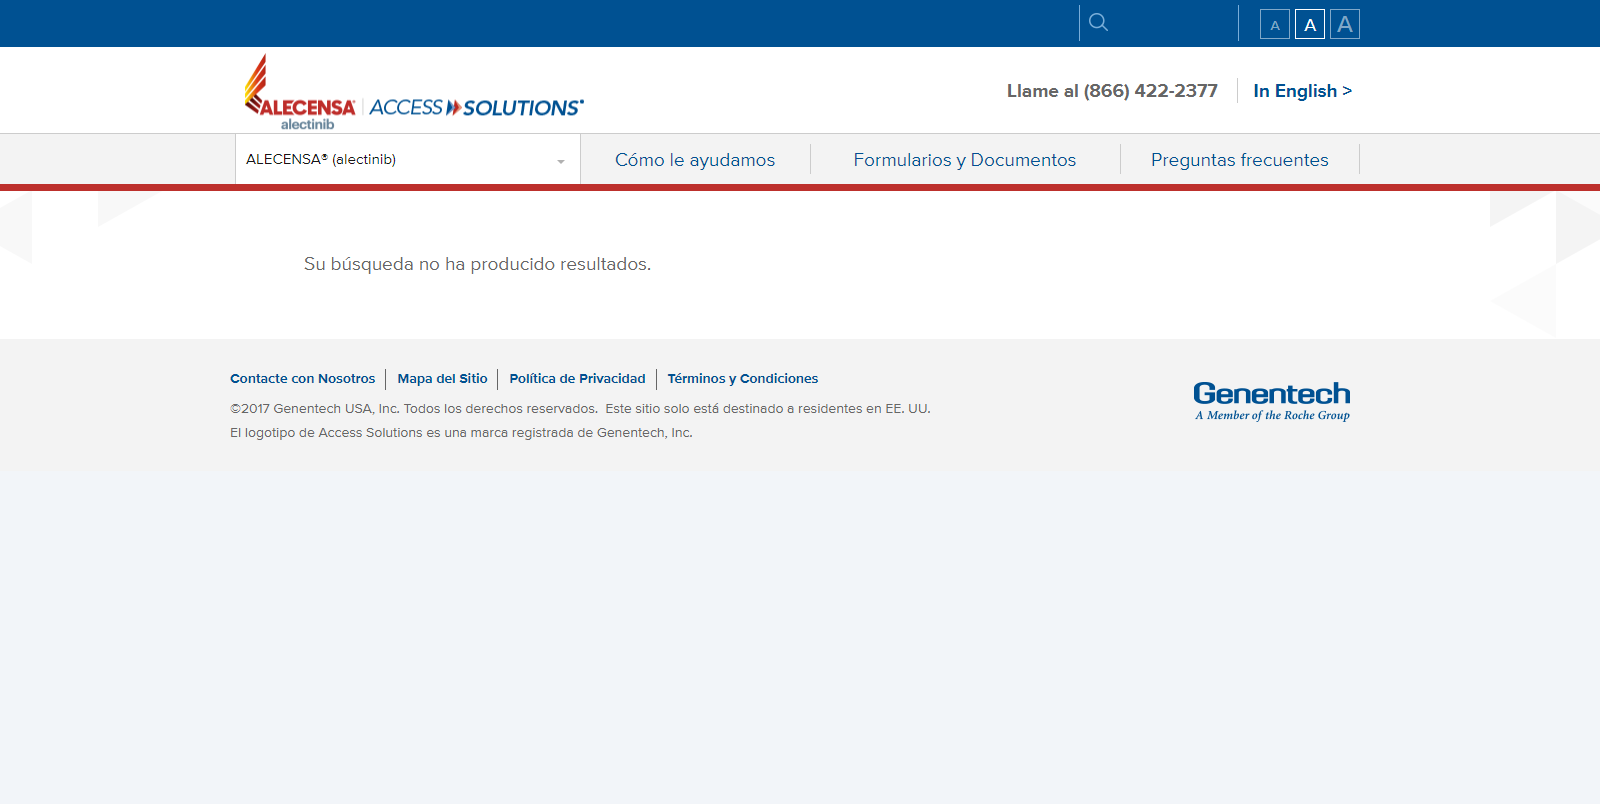 A A A
ALECENSA®
alectinib
ACCESS SOLUTIONS®
Llame al (866) 422-2377
In English >
ALECENSA® (alectinib)
Cómo le ayudamos
Formularios y Documentos
Preguntas frecuentes
Su búsqueda no ha producido resultados.
Contacte con Nosotros
Mapa del Sitio
Política de Privacidad
Términos y Condiciones
©2017 Genentech USA, Inc. Todos los derechos reservados. Este sitio solo está destinado a residentes en EE. UU.
El logotipo de Access Solutions es una marca registrada de Genentech, Inc.
Genentech
A Member of the Roche Group